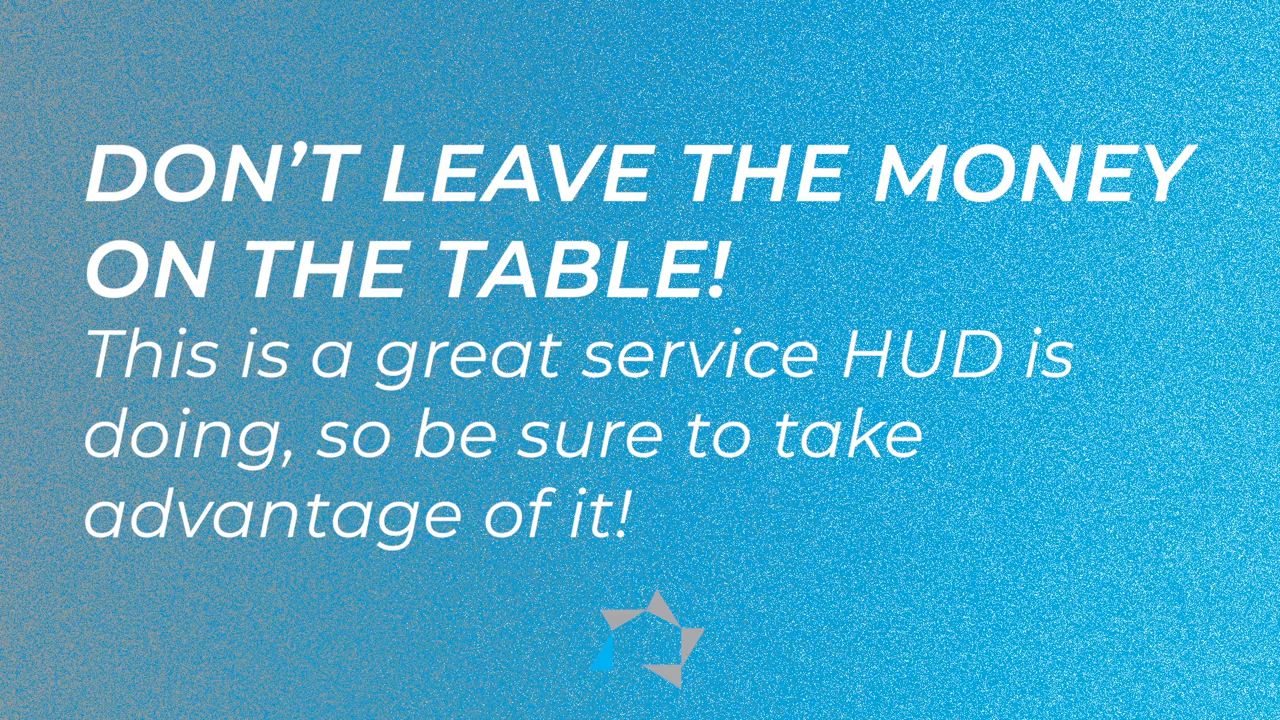 DON’T LEAVE THE MONEY
ON THE TABLE!
This is a great service HUD is
doing, so be sure to take
advantage of it!